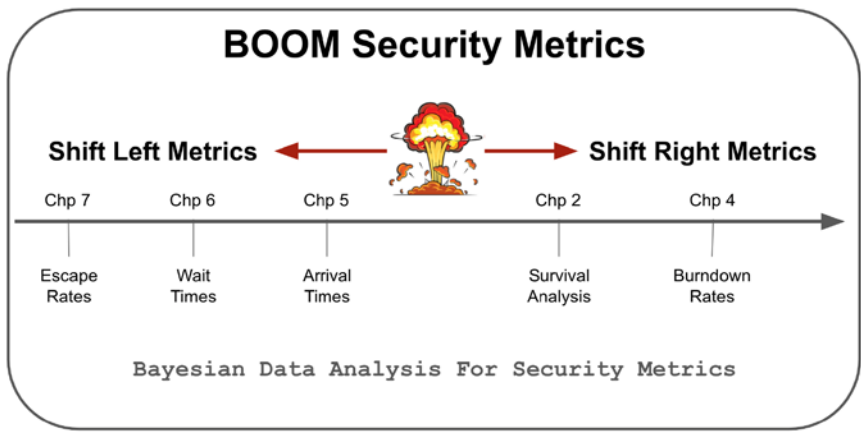 BOOM Security Metrics
Shift Left Metrics
Shift Right Metrics
Chp 7
Chp 6
Chp 5
Chp 2
Chp 4
Escape
Rates
Wait
Times
Arrival
Times
Survival
Analysis
Burndown
Rates
Bayesian Data Analysis For Security Metrics